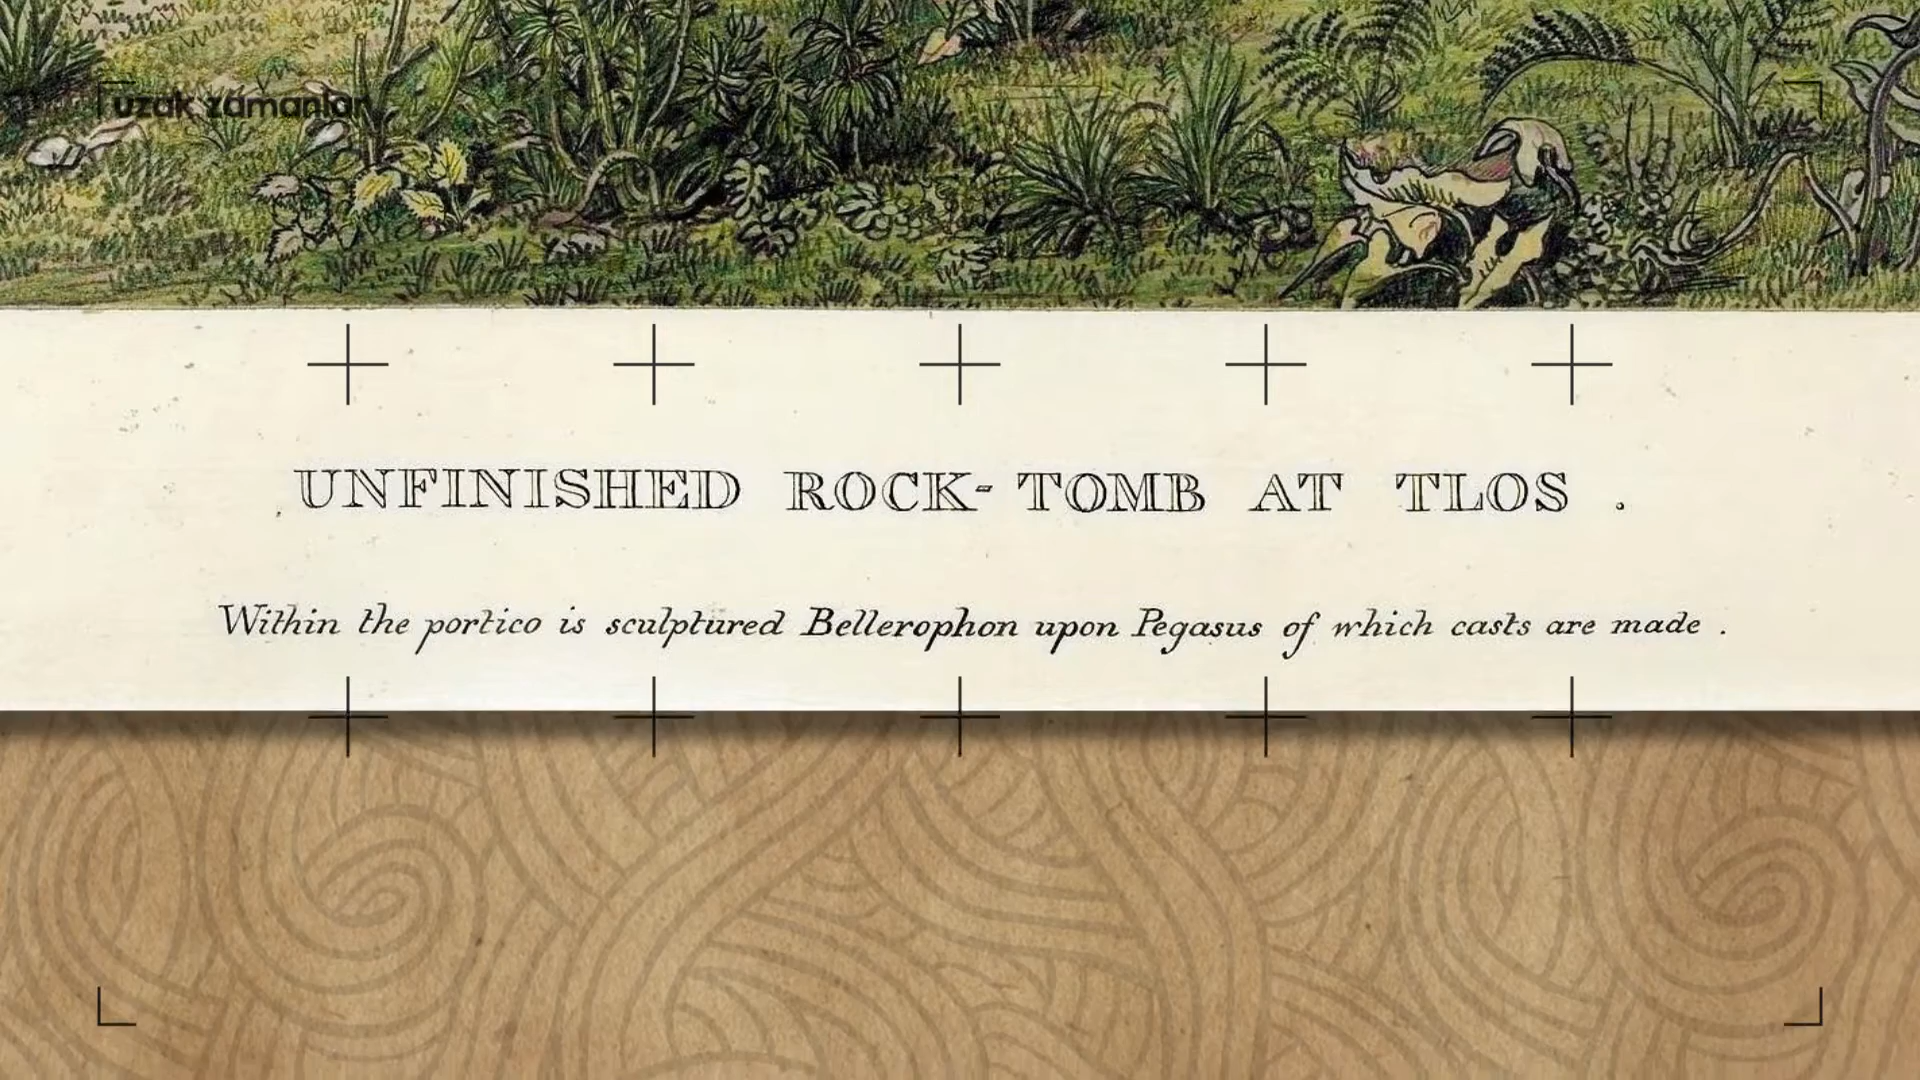 uzak zamanlar
UNFINISHED ROCK-TOMB AT TLOS .
Within the portico is sculptured Bellerophon upon Pegasus of which casts are made .